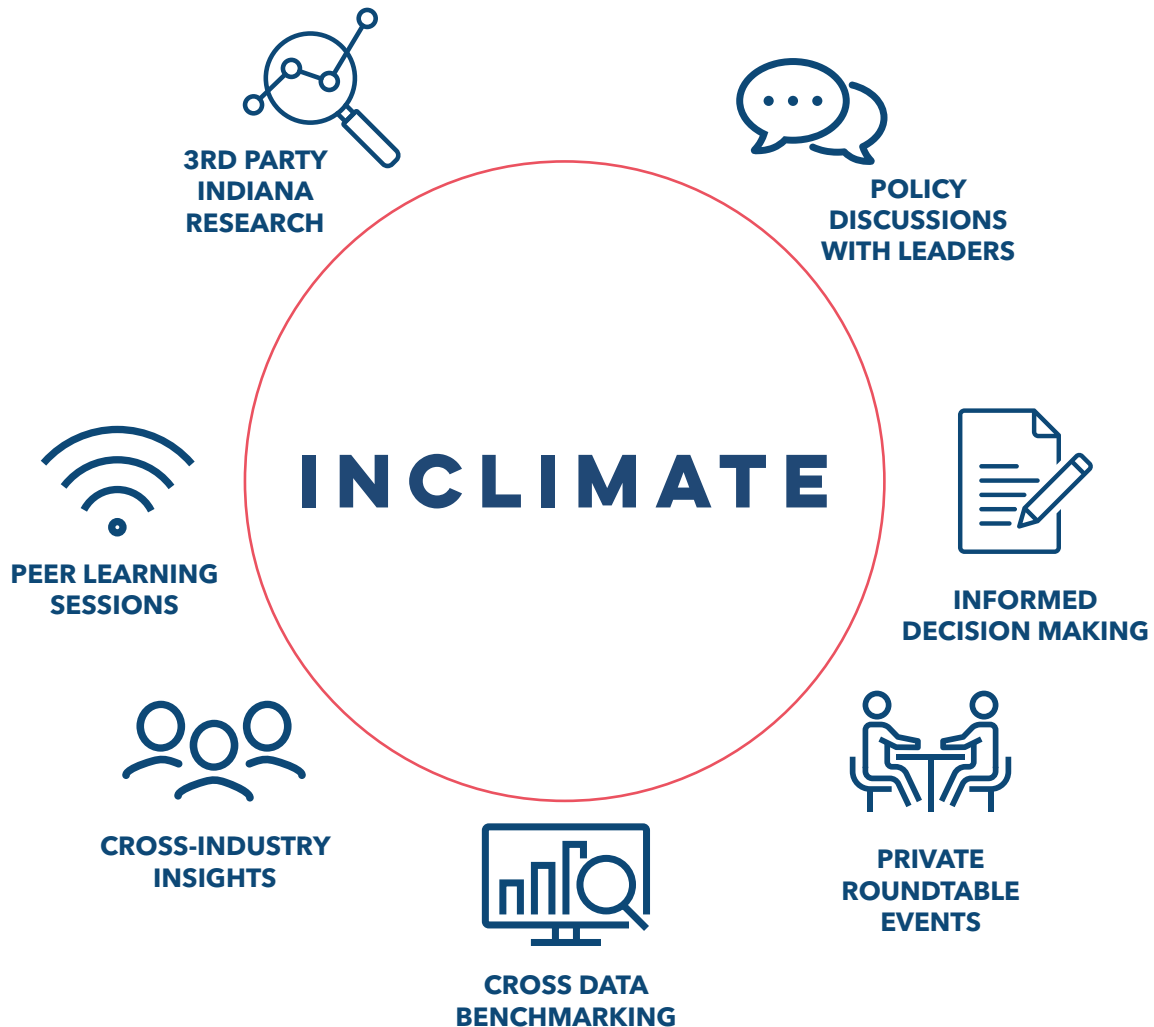 3RD PARTY
INDIANA
RESEARCH
POLICY
DISCUSSIONS
WITH LEADERS
INCLIMATE
PEER LEARNING
SESSIONS
INFORMED
DECISION MAKING
CROSS-INDUSTRY
INSIGHTS
PRIVATE
ROUNDTABLE
EVENTS
CROSS DATA
BENCHMARKING